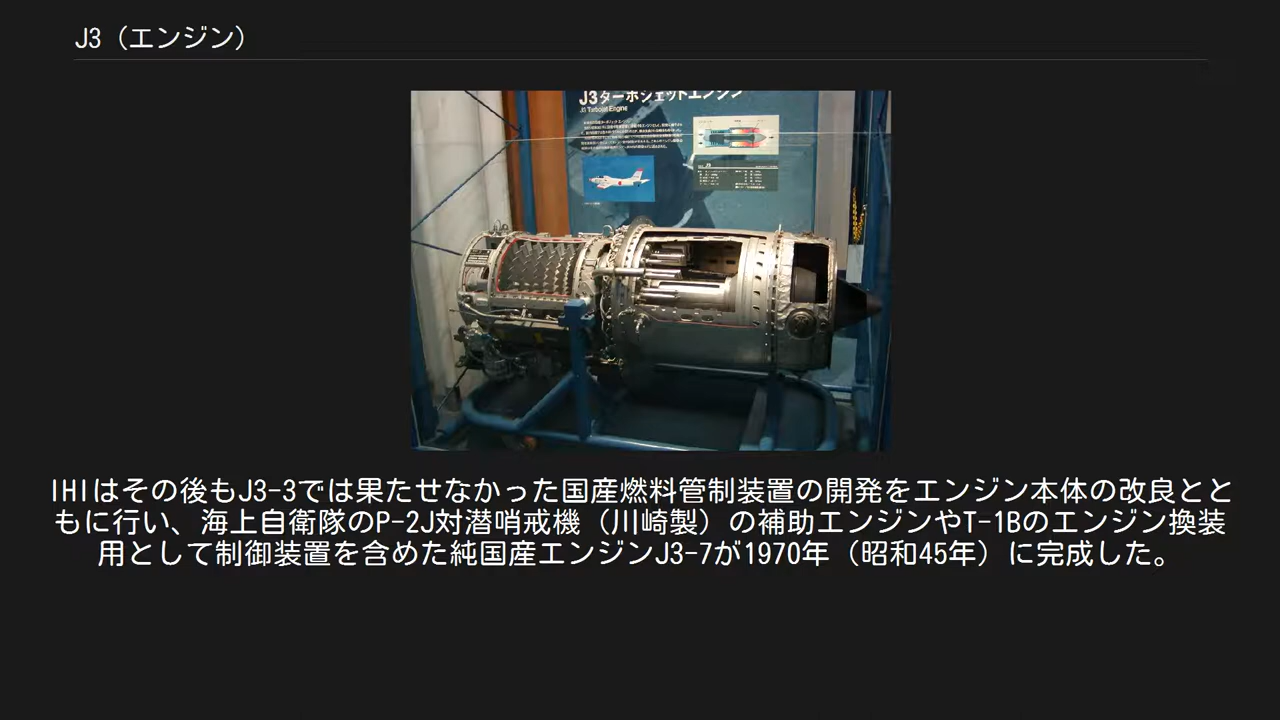 J3（エンジン）
J3ターボジェットエンジン
J3 Turbojet Engine
IHIはその後もJ3-3では果たせなかった国産燃料管制装置の開発をエンジン本体の改良とと
もに行い、海上自衛隊のP-2J対潜哨戒機（川崎製）の補助エンジンやT-1Bのエンジン換装
用として制御装置を含めた純国産エンジンJ3-7が1970年（昭和45年）に完成した。